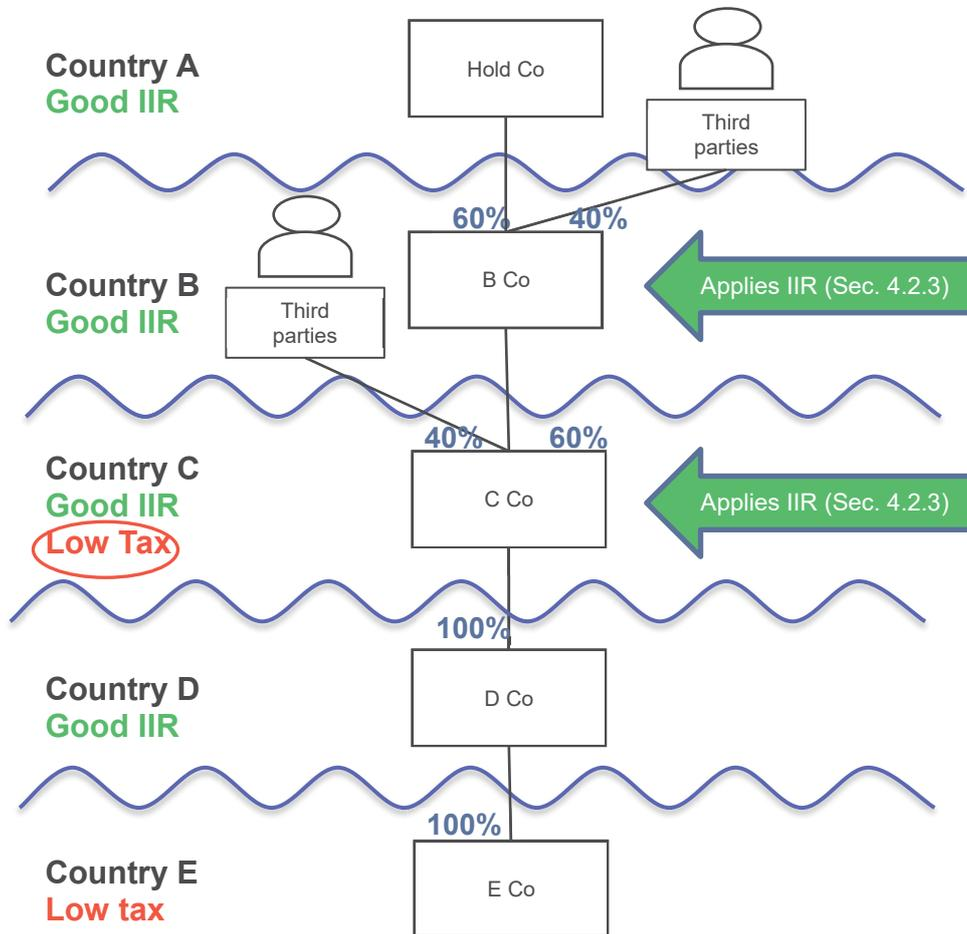 Country A
Good IIR
Hold Co
Third
parties
60%
40%
Country B
Good IIR
Third
parties
B Co
Applies IIR (Sec. 4.2.3)
40%
60%
Country C
Good IIR
Low Tax
C Co
Applies IIR (Sec. 4.2.3)
100%
Country D
Good IIR
D Co
100%
Country E
Low tax
E Co